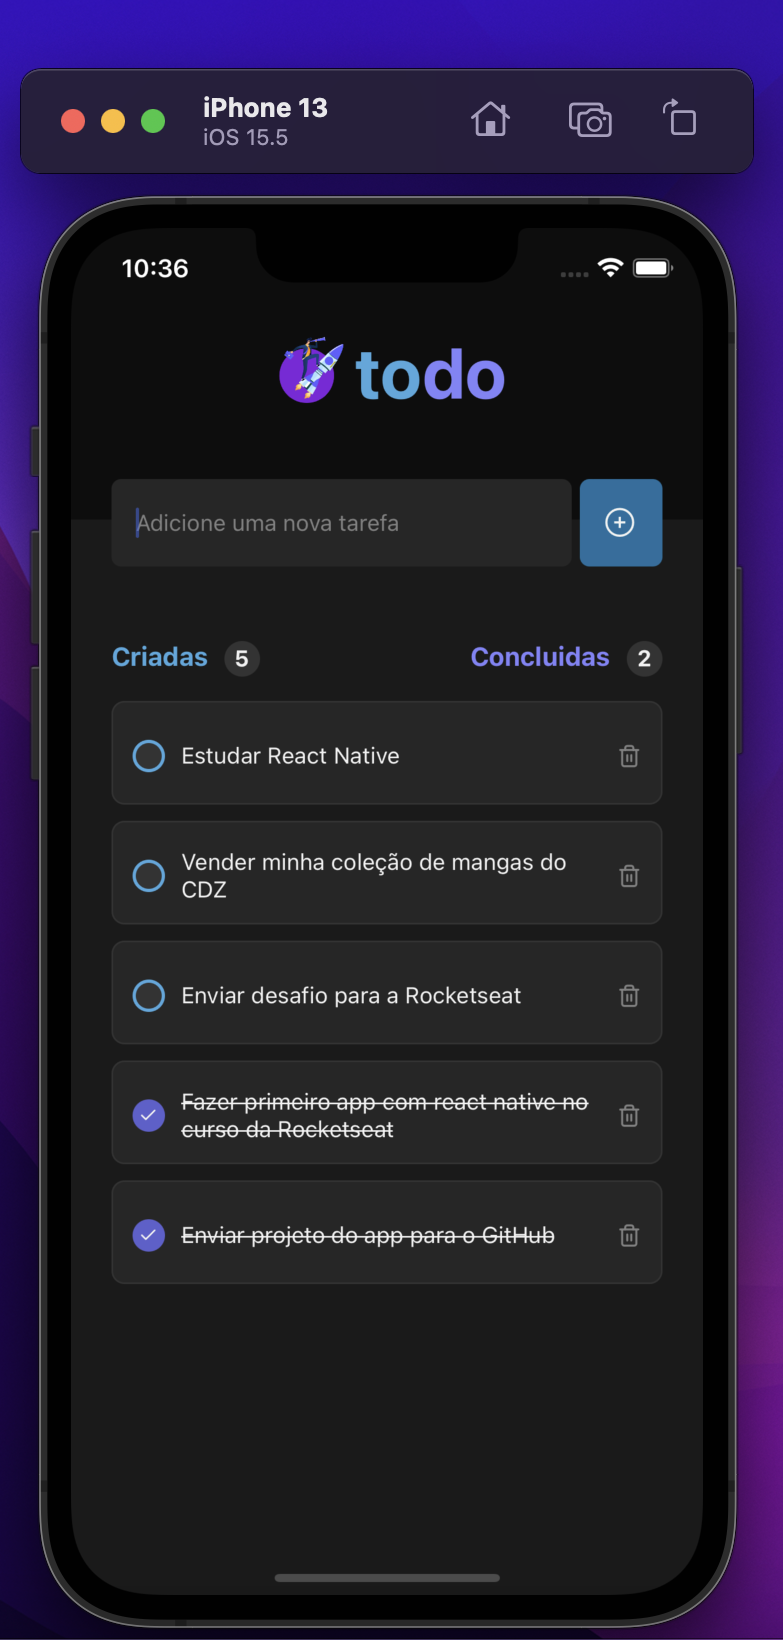 iPhone 13
iOS 15.5
10:36
todo
Adicione uma nova tarefa
Criadas 5 Concluidas 2
Estudar React Native
Vender minha coleção de mangas do
CDZ
Enviar desafio para a Rocketseat
Fazer primeiro app com react native no
curso da Rocketseat
Enviar projeto do app para o GitHub